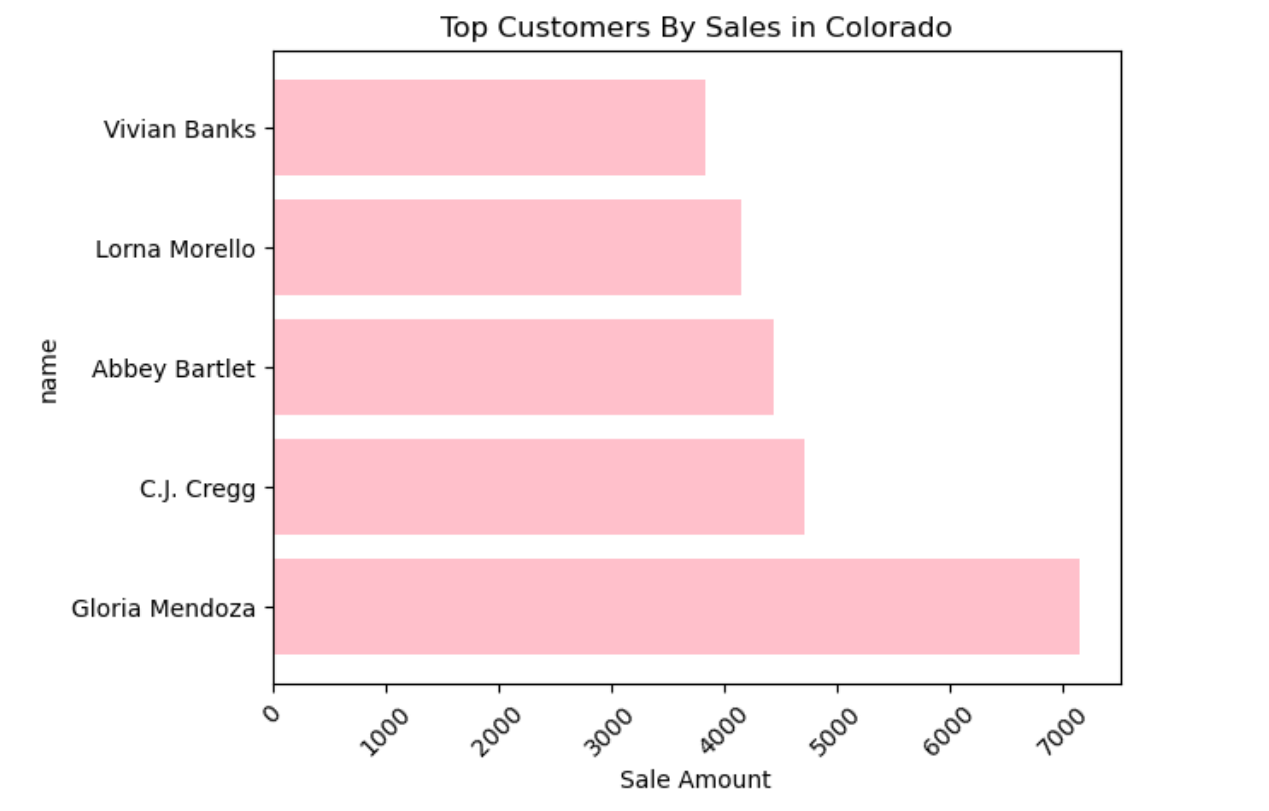 Top Customers By Sales in Colorado
Vivian Banks
Lorna Morello
Abbey Bartlet
C.J. Cregg
Gloria Mendoza
name
0
1000
2000
3000
4000
5000
6000
7000
Sale Amount